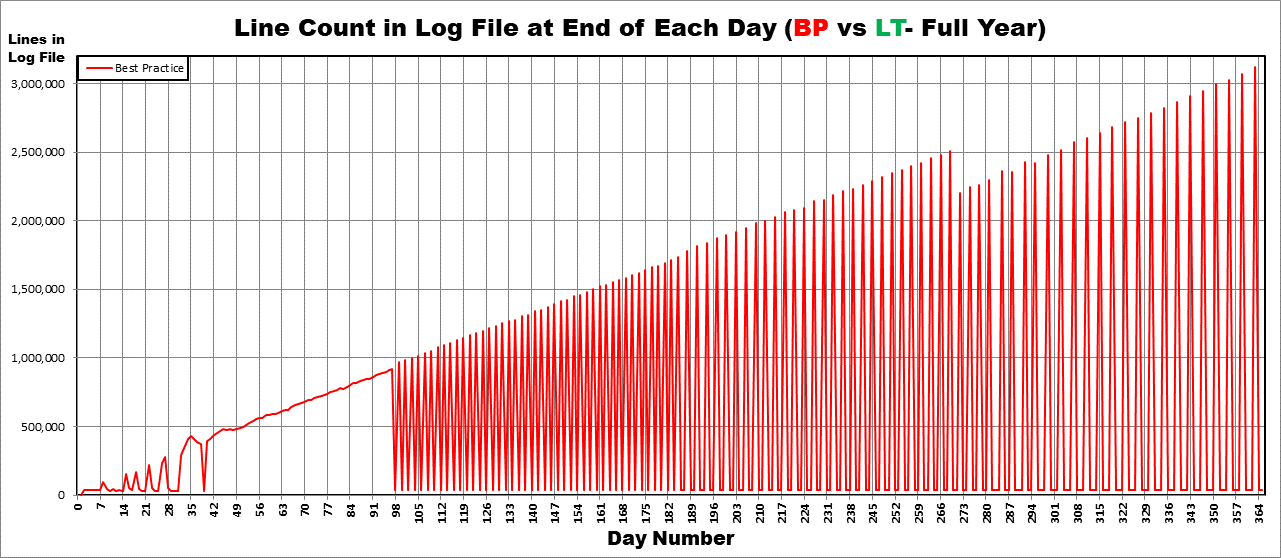 Line Count in Log File at End of Each Day (BP vs LT- Full Year)
Lines in
Log File
Best Practice
3,000,000
2,500,000
2,000,000
1,500,000
1,000,000
500,000
0
0 7 14 21 28 35 42 49 56 63 70 77 84 91 98 105 112 119 126 133 140 147 154 161 168 175 182 189 196 203 210 217 224 231 238 245 252 259 266 273 280 287 294 301 308 315 322 329 336 343 350 357 364
Day Number